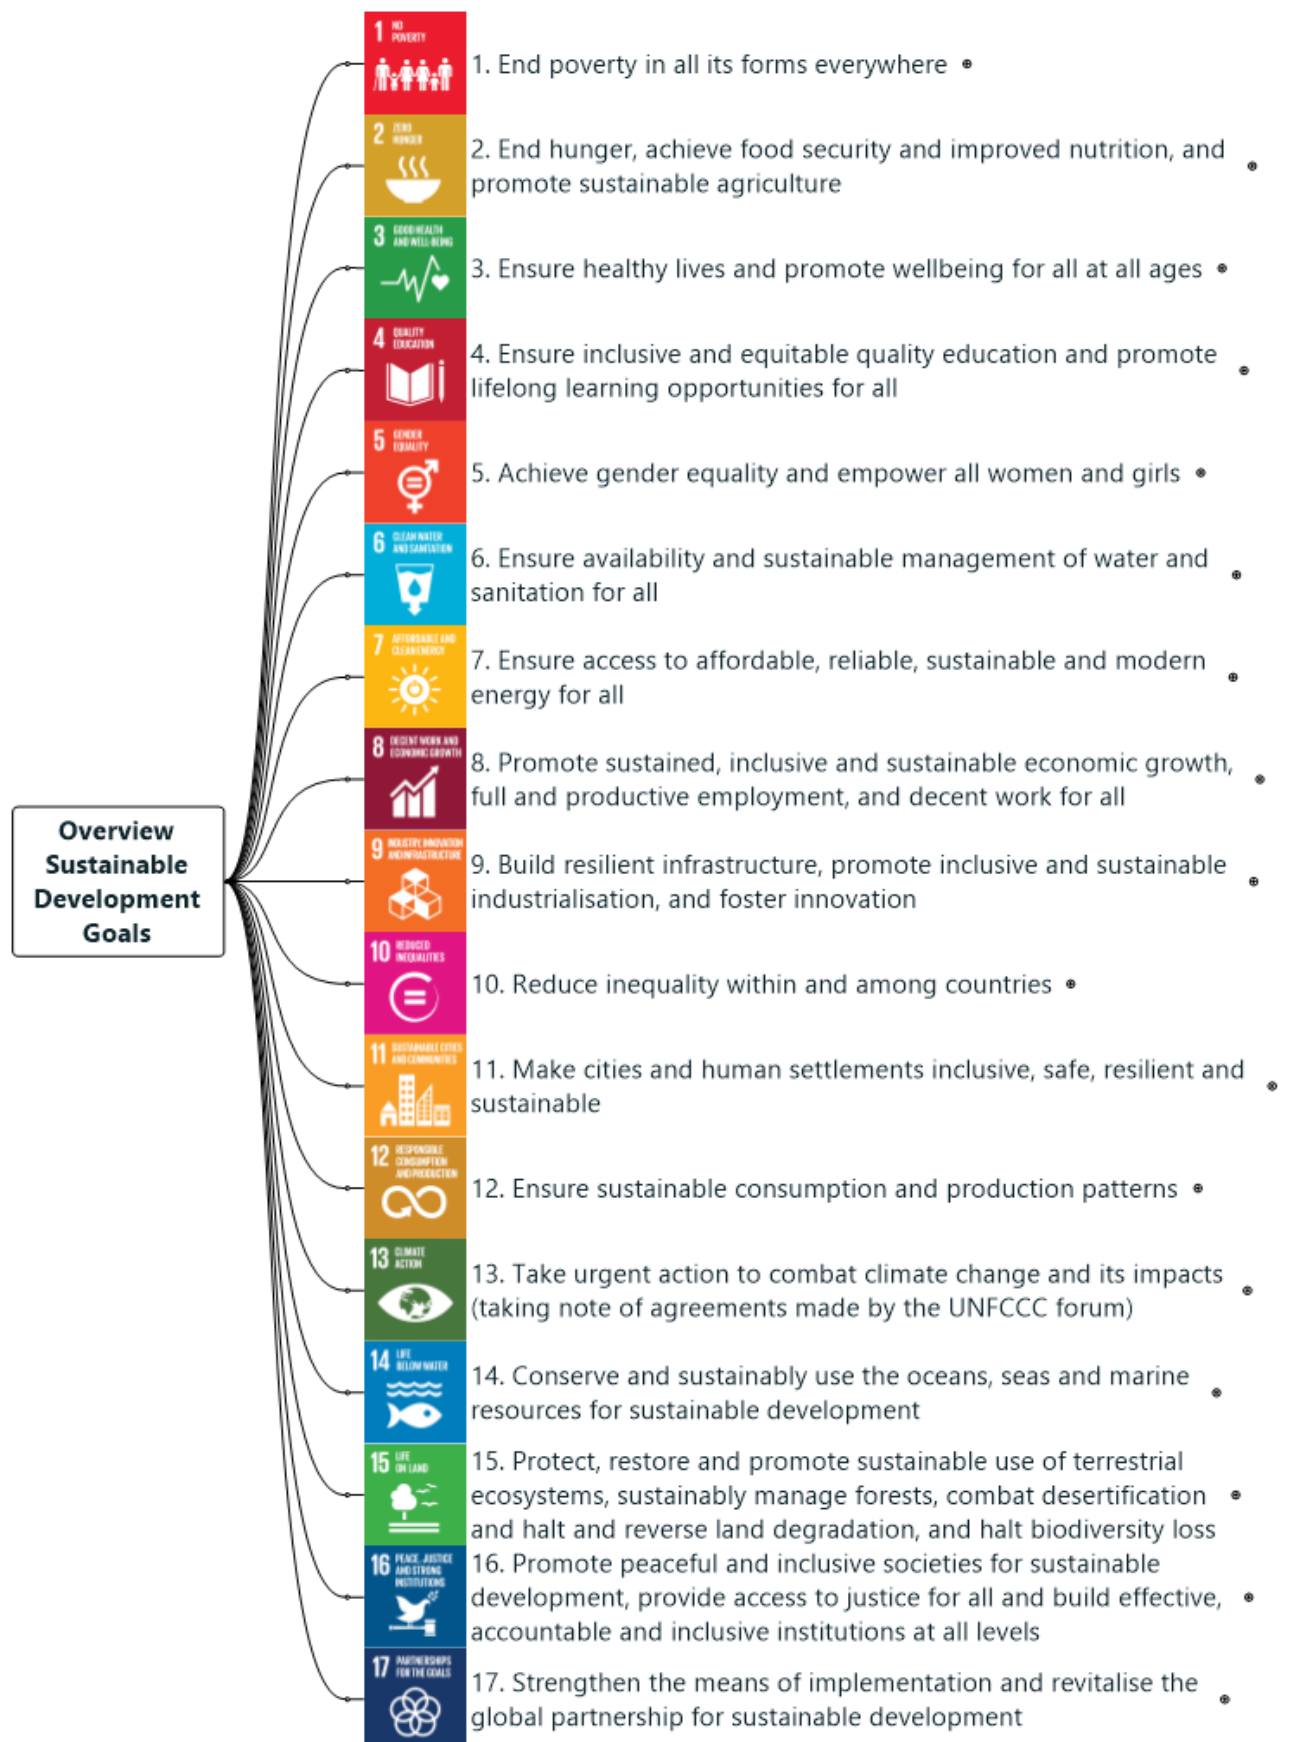 Overview
Sustainable
Development
Goals
1 NO
POVERTY
1. End poverty in all its forms everywhere
2 ZERO
HUNGER
2. End hunger, achieve food security and improved nutrition, and
promote sustainable agriculture
3 GOOD HEALTH
AND WELL-BEING
3. Ensure healthy lives and promote wellbeing for all at all ages
4 QUALITY
EDUCATION
4. Ensure inclusive and equitable quality education and promote
lifelong learning opportunities for all
5 GENDER
EQUALITY
5. Achieve gender equality and empower all women and girls
6 CLEAN WATER
AND SANITATION
6. Ensure availability and sustainable management of water and
sanitation for all
7 AFFORDABLE AND
CLEAN ENERGY
7. Ensure access to affordable, reliable, sustainable and modern
energy for all
8 DECENT WORK AND
ECONOMIC GROWTH
8. Promote sustained, inclusive and sustainable economic growth,
full and productive employment, and decent work for all
9 INDUSTRY, INNOVATION
AND INFRASTRUCTURE
9. Build resilient infrastructure, promote inclusive and sustainable
industrialisation, and foster innovation
10 REDUCED
INEQUALITIES
10. Reduce inequality within and among countries
11 SUSTAINABLE CITIES
AND COMMUNITIES
11. Make cities and human settlements inclusive, safe, resilient and
sustainable
12 RESPONSIBLE
CONSUMPTION
AND PRODUCTION
12. Ensure sustainable consumption and production patterns
13 CLIMATE
ACTION
13. Take urgent action to combat climate change and its impacts
(taking note of agreements made by the UNFCCC forum)
14 LIFE
BELOW WATER
14. Conserve and sustainably use the oceans, seas and marine
resources for sustainable development
15 LIFE
ON LAND
15. Protect, restore and promote sustainable use of terrestrial
ecosystems, sustainably manage forests, combat desertification
and halt and reverse land degradation, and halt biodiversity loss
16 PEACE, JUSTICE
AND STRONG
INSTITUTIONS
16. Promote peaceful and inclusive societies for sustainable
development, provide access to justice for all and build effective,
accountable and inclusive institutions at all levels
17 PARTNERSHIPS
FOR THE GOALS
17. Strengthen the means of implementation and revitalise the
global partnership for sustainable development